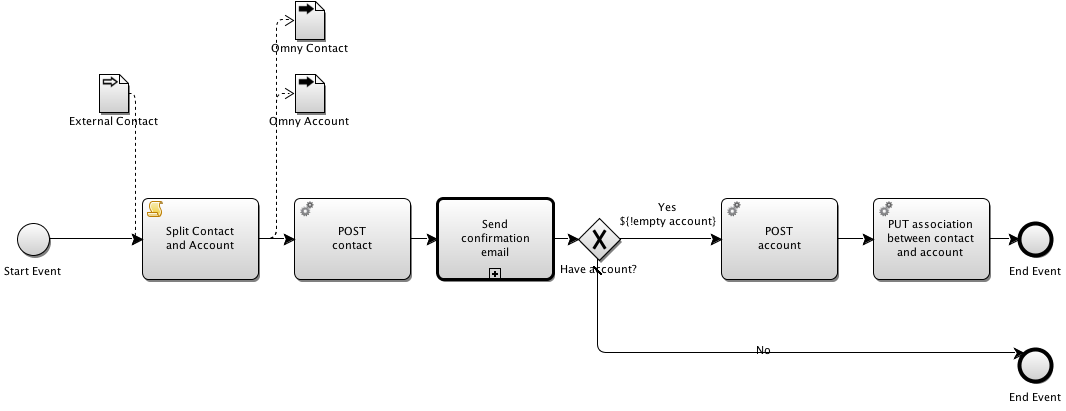 Omny Contact
External Contact
Omny Account
Start Event
Split Contact
and Account
POST
contact
Send
confirmation
email
Have account?
Yes
${!empty account}
POST
account
PUT association
between contact
and account
End Event
No
End Event